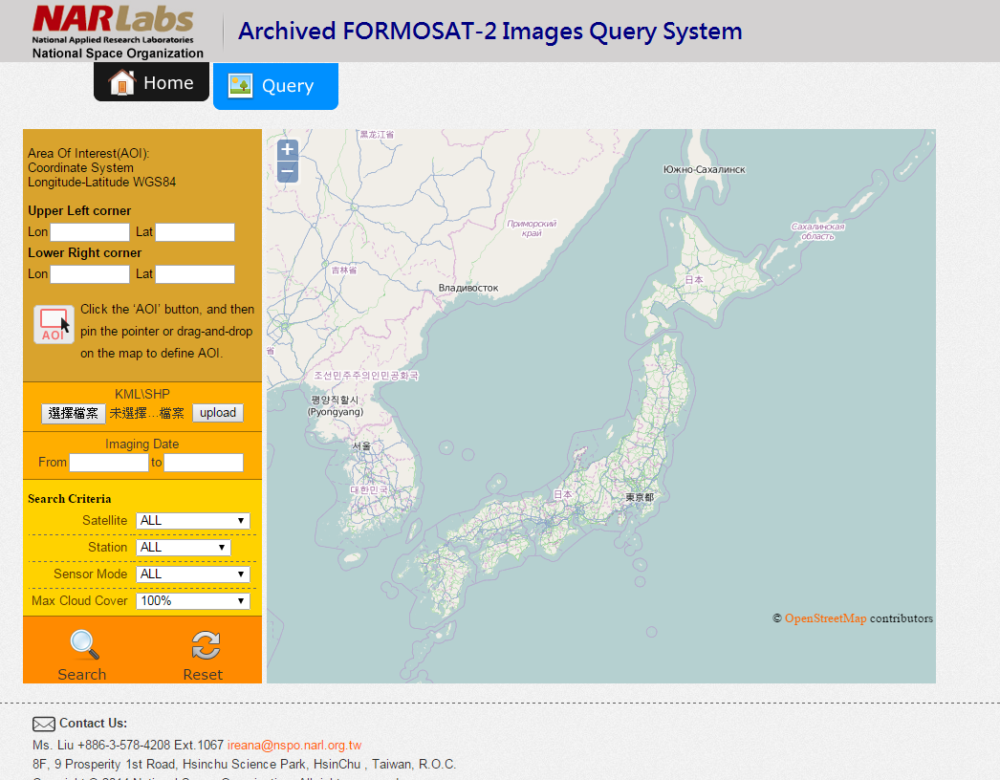 NARLabs
National Applied Research Laboratories
National Space Organization
Archived FORMOSAT-2 Images Query System
Home
Query
Area Of Interest(AOI):
Coordinate System
Longitude-Latitude WGS84
Upper Left corner
Lon Lat
Lower Right corner
Lon Lat
AOI
Click the ‘AOI’ button, and then
pin the pointer or drag-and-drop
on the map to define AOI.
KML\SHP
選擇檔案 未選擇...檔案 upload
Imaging Date
From to
Search Criteria
Satellite ALL
Station ALL
Sensor Mode ALL
Max Cloud Cover 100%
Search Reset
+
−
黑龙江省
Южно-Сахалинск
Приморский
край
Сахалинская
область
吉林省
日本
Владивосток
省
조선민주주의인민공화국
평양직할시
(Pyongyang)
서울
대한민국
日本
東京都
© OpenStreetMap contributors
Contact Us:
Ms. Liu +886-3-578-4208 Ext.1067 ireana@nspo.narl.org.tw
8F, 9 Prosperity 1st Road, Hsinchu Science Park, HsinChu , Taiwan, R.O.C.